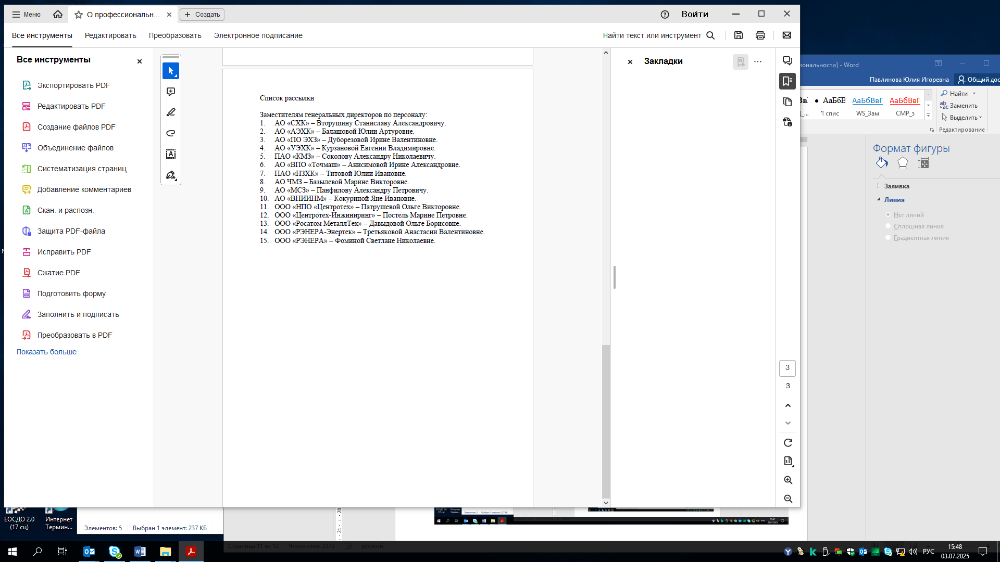 Меню
О профессиональн...
Создать
Войти
Все инструменты
Редактировать
Преобразовать
Электронное подписание
Найти текст или инструмент
Все инструменты
Экспортировать PDF
Редактировать PDF
Создание файлов PDF
Объединение файлов
Систематизация страниц
Добавление комментариев
Скан. и распозн.
Защита PDF-файла
Исправить PDF
Сжатие PDF
Подготовить форму
Заполнить и подписать
Преобразовать в PDF
Показать больше
Список рассылки
Заместителям генеральных директоров по персоналу:
1. АО «СХК» – Вторушину Станиславу Александровичу.
2. АО «АЭХК» – Балашовой Юлии Артуровне.
3. АО «ПО ЭХЗ» – Дуборезовой Ирине Валентиновне.
4. АО «УЭХК» – Курзановой Евгении Владимировне.
5. ПАО «КМЗ» – Соколову Александру Николаевичу.
6. АО «ВПО «Точмаш» – Анисимовой Ирине Александровне.
7. ПАО «НЗХК» – Титовой Юлии Ивановне.
8. АО ЧМЗ – Базылевой Марине Викторовне.
9. АО «МСЗ» – Панфилову Александру Петровичу.
10. АО «ВНИИНМ» – Кокуриной Яне Ивановне.
11. ООО «НПО «Центротех» – Патрушевой Ольге Викторовне.
12. ООО «Центротех-Инжиниринг» – Постель Марине Петровне.
13. ООО «Росатом МеталлТех» – Давыдовой Ольге Борисовне.
14. ООО «РЭНЕРА-Энертек» – Третьяковой Анастасии Валентиновне.
15. ООО «РЭНЕРА» – Фоминой Светлане Николаевне.
Закладки
3
3
иональности] - Word
Павлинова Юлия Игоревна
Общий дос
АаБбВ
АаБбВвГ
АаБбВвГ
¶ спис
WS_Зам
СМР_з
Найти
Заменить
Выделить
Редактирование
Формат фигуры
Заливка
Линия
Нет линий
Сплошная линия
Градиентная линия
ЕОСДО 2.0 (17 сц)
Интернет Термин...
Элементов: 5
Выбран 1 элемент: 237 КБ
Страница 11 из 12
Число слов: 2372
русский
РУС
15:48
03.07.2025